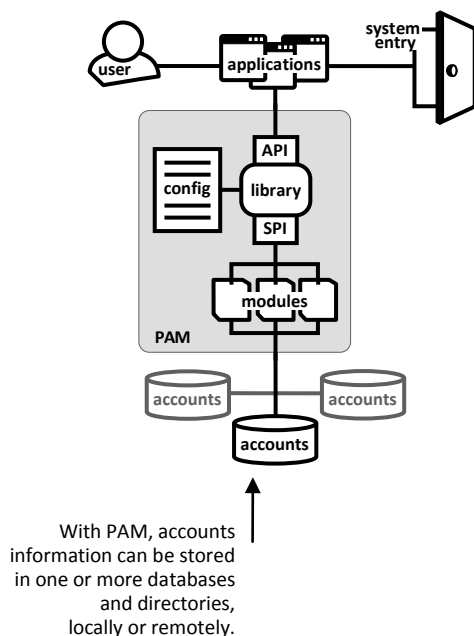 system
entry
user
applications
API
config
library
SPI
modules
PAM
accounts
accounts
accounts
With PAM, accounts
information can be stored
in one or more databases
and directories,
locally or remotely.